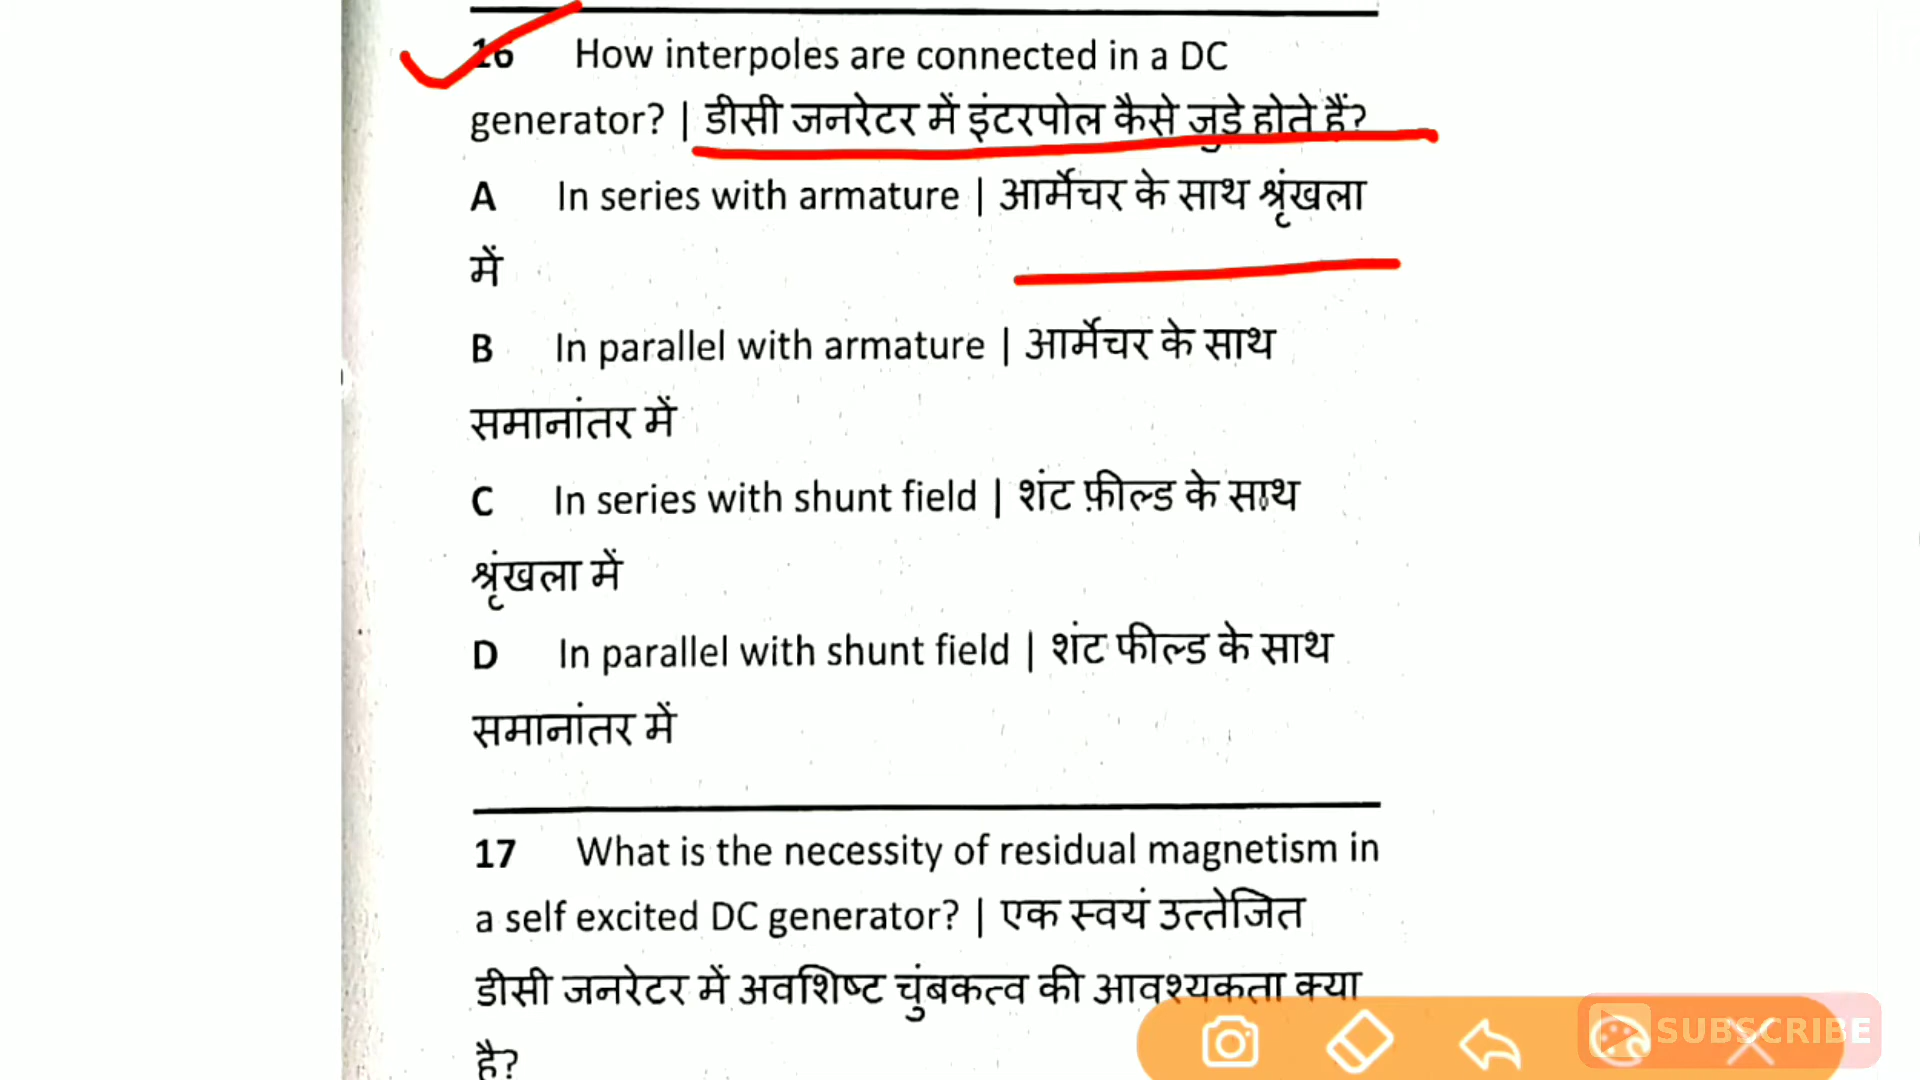 16 How interpoles are connected in a DC
generator? | डीसी जनरेटर में इंटरपोल कैसे जुड़े होते हैं?
A In series with armature | आर्मेचर के साथ श्रृंखला
में
B In parallel with armature | आर्मेचर के साथ
समानांतर में
C In series with shunt field | शंट फ़ील्ड के साथ
श्रृंखला में
D In parallel with shunt field | शंट फील्ड के साथ
समानांतर में
17 What is the necessity of residual magnetism in
a self excited DC generator? | एक स्वयं उत्तेजित
डीसी जनरेटर में अवशिष्ट चुंबकत्व की आवश्यकता क्या
है?
SUBSCRIBE